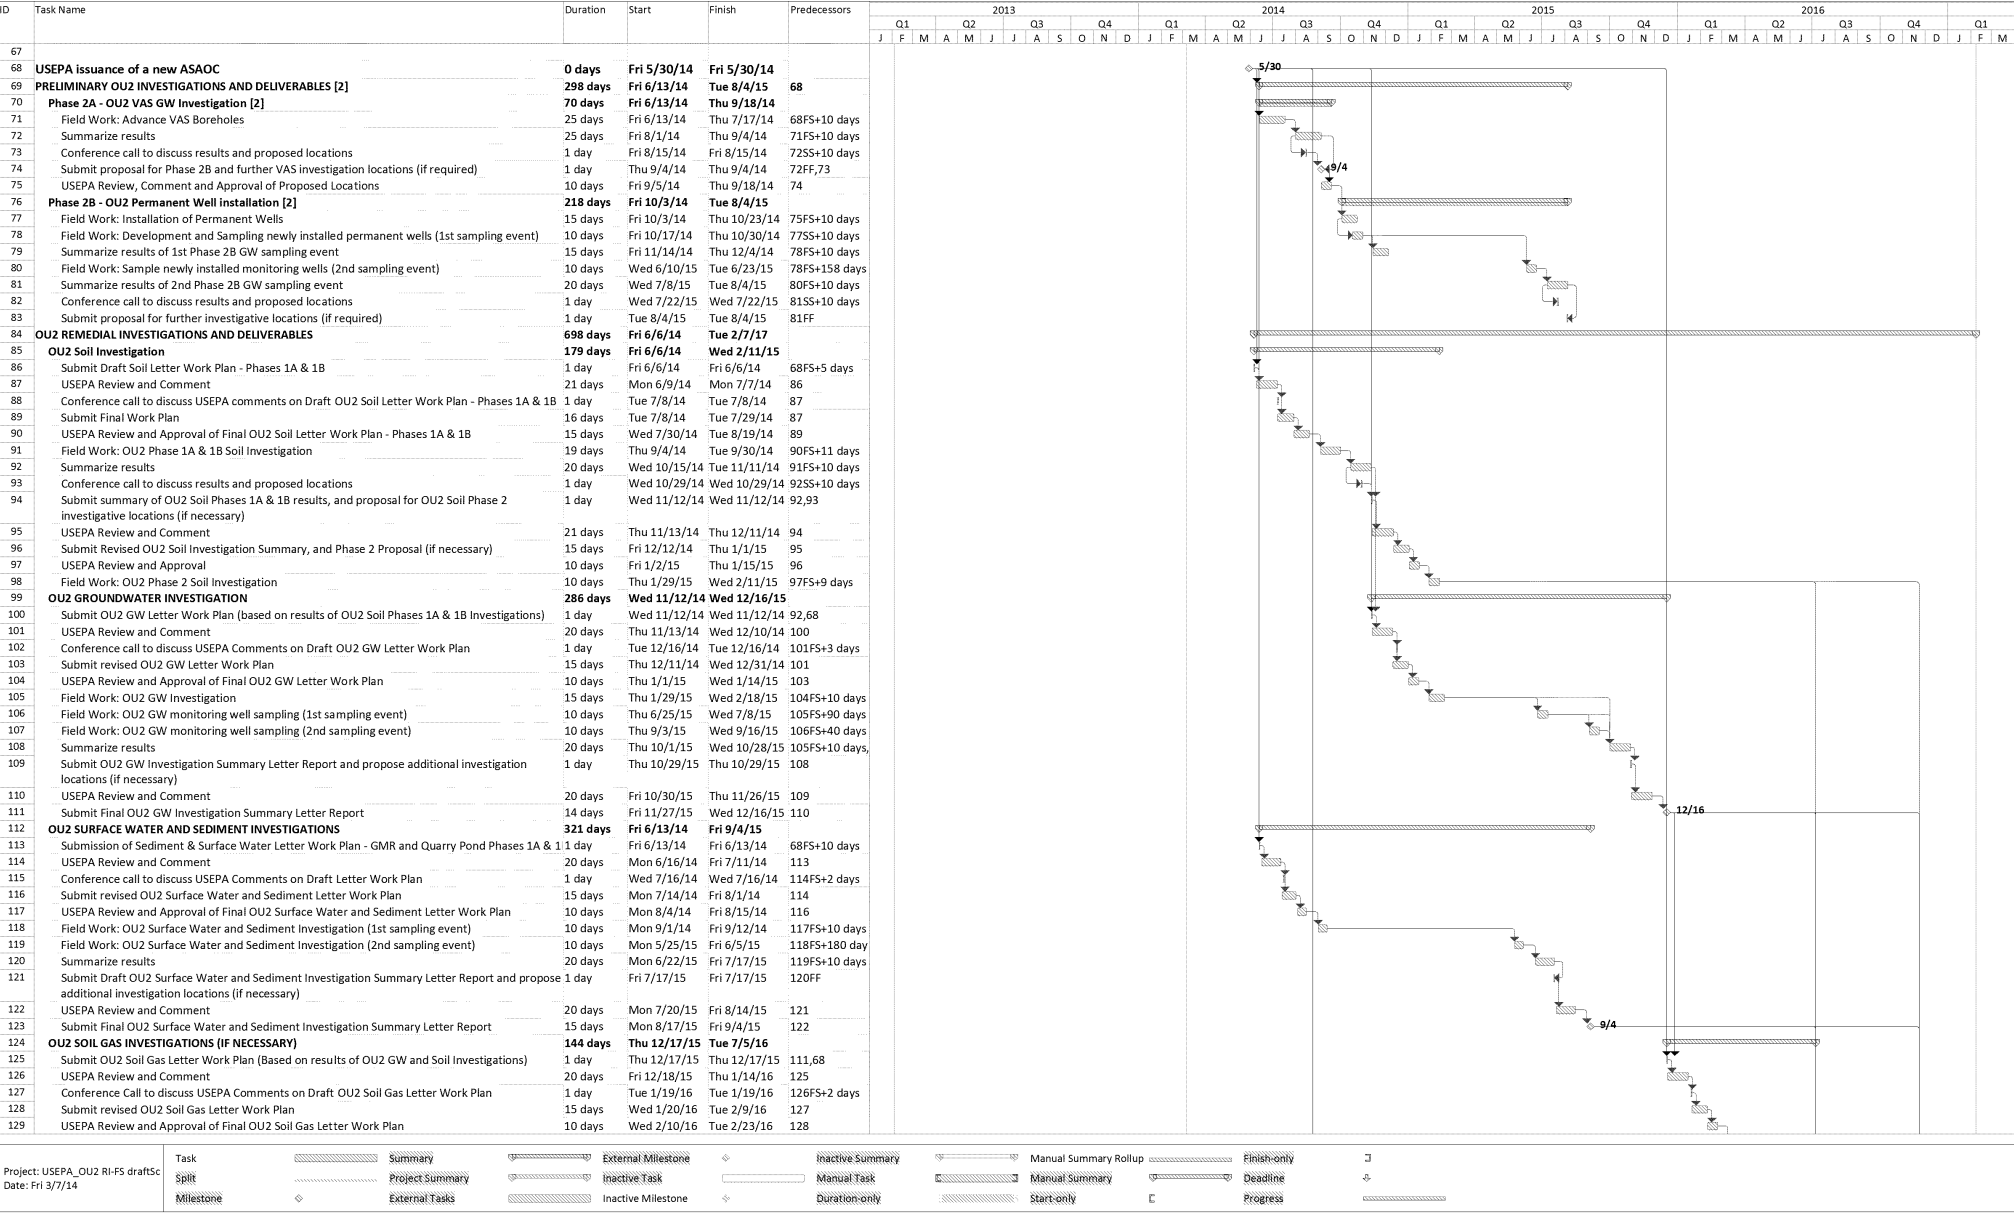 ID Task Name Duration Start Finish Predecessors
2013 2014 2015 2016
Q1 Q2 Q3 Q4 Q1 Q2 Q3 Q4 Q1 Q2 Q3 Q4 Q1 Q2 Q3 Q4 Q1
J F M A M J J A S O N D J F M A M J J A S O N D J F M A M J J A S O N D J F M A M J J A S O N D J F M
67
68 USEPA issuance of a new ASAOC 0 days Fri 5/30/14 Fri 5/30/14 5/30
69 PRELIMINARY OU2 INVESTIGATIONS AND DELIVERABLES [2] 298 days Fri 6/13/14 Tue 8/4/15 68
70 Phase 2A - OU2 VAS GW Investigation [2] 70 days Fri 6/13/14 Thu 9/18/14
71 Field Work: Advance VAS Boreholes 25 days Fri 6/13/14 Thu 7/17/14 68FS+10 days
72 Summarize results 25 days Fri 8/1/14 Thu 9/4/14 71FS+10 days
73 Conference call to discuss results and proposed locations 1 day Fri 8/15/14 Fri 8/15/14 72SS+10 days
74 Submit proposal for Phase 2B and further VAS investigation locations (if required) 1 day Thu 9/4/14 Thu 9/4/14 72FF,73 9/4
75 USEPA Review, Comment and Approval of Proposed Locations 10 days Fri 9/5/14 Thu 9/18/14 74
76 Phase 2B - OU2 Permanent Well installation [2] 218 days Fri 10/3/14 Tue 8/4/15
77 Field Work: Installation of Permanent Wells 15 days Fri 10/3/14 Thu 10/23/14 75FS+10 days
78 Field Work: Development and Sampling newly installed permanent wells (1st sampling event) 10 days Fri 10/17/14 Thu 10/30/14 77SS+10 days
79 Summarize results of 1st Phase 2B GW sampling event 15 days Fri 11/14/14 Thu 12/4/14 78FS+10 days
80 Field Work: Sample newly installed monitoring wells (2nd sampling event) 10 days Wed 6/10/15 Tue 6/23/15 78FS+158 days
81 Summarize results of 2nd Phase 2B GW sampling event 20 days Wed 7/8/15 Tue 8/4/15 80FS+10 days
82 Conference call to discuss results and proposed locations 1 day Wed 7/22/15 Wed 7/22/15 81SS+10 days
83 Submit proposal for further investigative locations (if required) 1 day Tue 8/4/15 Tue 8/4/15 81FF
84 OU2 REMEDIAL INVESTIGATIONS AND DELIVERABLES 698 days Fri 6/6/14 Tue 2/7/17
85 OU2 Soil Investigation 179 days Fri 6/6/14 Wed 2/11/15
86 Submit Draft Soil Letter Work Plan - Phases 1A & 1B 1 day Fri 6/6/14 Fri 6/6/14 68FS+5 days
87 USEPA Review and Comment 21 days Mon 6/9/14 Mon 7/7/14 86
88 Conference call to discuss USEPA comments on Draft OU2 Soil Letter Work Plan - Phases 1A & 1B 1 day Tue 7/8/14 Tue 7/8/14 87
89 Submit Final Work Plan 16 days Tue 7/8/14 Tue 7/29/14 87
90 USEPA Review and Approval of Final OU2 Soil Letter Work Plan - Phases 1A & 1B 15 days Wed 7/30/14 Tue 8/19/14 89
91 Field Work: OU2 Phase 1A & 1B Soil Investigation 19 days Thu 9/4/14 Tue 9/30/14 90FS+11 days
92 Summarize results 20 days Wed 10/15/14 Tue 11/11/14 91FS+10 days
93 Conference call to discuss results and proposed locations 1 day Wed 10/29/14 Wed 10/29/14 92SS+10 days
94 Submit summary of OU2 Soil Phases 1A & 1B results, and proposal for OU2 Soil Phase 2 1 day Wed 11/12/14 Wed 11/12/14 92,93
investigative locations (if necessary)
95 USEPA Review and Comment 21 days Thu 11/13/14 Thu 12/11/14 94
96 Submit Revised OU2 Soil Investigation Summary, and Phase 2 Proposal (if necessary) 15 days Fri 12/12/14 Thu 1/1/15 95
97 USEPA Review and Approval 10 days Fri 1/2/15 Thu 1/15/15 96
98 Field Work: OU2 Phase 2 Soil Investigation 10 days Thu 1/29/15 Wed 2/11/15 97FS+9 days
99 OU2 GROUNDWATER INVESTIGATION 286 days Wed 11/12/14 Wed 12/16/15
100 Submit OU2 GW Letter Work Plan (based on results of OU2 Soil Phases 1A & 1B Investigations) 1 day Wed 11/12/14 Wed 11/12/14 92,68
101 USEPA Review and Comment 20 days Thu 11/13/14 Wed 12/10/14 100
102 Conference call to discuss USEPA Comments on Draft OU2 GW Letter Work Plan 1 day Tue 12/16/14 Tue 12/16/14 101FS+3 days
103 Submit revised OU2 GW Letter Work Plan 15 days Thu 12/11/14 Wed 12/31/14 101
104 USEPA Review and Approval of Final OU2 GW Letter Work Plan 10 days Thu 1/1/15 Wed 1/14/15 103
105 Field Work: OU2 GW Investigation 15 days Thu 1/29/15 Wed 2/18/15 104FS+10 days
106 Field Work: OU2 GW monitoring well sampling (1st sampling event) 10 days Thu 6/25/15 Wed 7/8/15 105FS+90 days
107 Field Work: OU2 GW monitoring well sampling (2nd sampling event) 10 days Thu 9/3/15 Wed 9/16/15 106FS+40 days
108 Summarize results 20 days Thu 10/1/15 Wed 10/28/15 105FS+10 days,
109 Submit OU2 GW Investigation Summary Letter Report and propose additional investigation 1 day Thu 10/29/15 Thu 10/29/15 108
locations (if necessary)
110 USEPA Review and Comment 20 days Fri 10/30/15 Thu 11/26/15 109
111 Submit Final OU2 GW Investigation Summary Letter Report 14 days Fri 11/27/15 Wed 12/16/15 110 12/16
112 OU2 SURFACE WATER AND SEDIMENT INVESTIGATIONS 321 days Fri 6/13/14 Fri 9/4/15
113 Submission of Sediment & Surface Water Letter Work Plan - GMR and Quarry Pond Phases 1A & 1 1 day Fri 6/13/14 Fri 6/13/14 68FS+10 days
114 USEPA Review and Comment 20 days Mon 6/16/14 Fri 7/11/14 113
115 Conference call to discuss USEPA Comments on Draft Letter Work Plan 1 day Wed 7/16/14 Wed 7/16/14 114FS+2 days
116 Submit revised OU2 Surface Water and Sediment Letter Work Plan 15 days Mon 7/14/14 Fri 8/1/14 114
117 USEPA Review and Approval of Final OU2 Surface Water and Sediment Letter Work Plan 10 days Mon 8/4/14 Fri 8/15/14 116
118 Field Work: OU2 Surface Water and Sediment Investigation (1st sampling event) 10 days Mon 9/1/14 Fri 9/12/14 117FS+10 days
119 Field Work: OU2 Surface Water and Sediment Investigation (2nd sampling event) 10 days Mon 5/25/15 Fri 6/5/15 118FS+180 day
120 Summarize results 20 days Mon 6/22/15 Fri 7/17/15 119FS+10 days
121 Submit Draft OU2 Surface Water and Sediment Investigation Summary Letter Report and propose 1 day Fri 7/17/15 Fri 7/17/15 120FF
additional investigation locations (if necessary)
122 USEPA Review and Comment 20 days Mon 7/20/15 Fri 8/14/15 121
123 Submit Final OU2 Surface Water and Sediment Investigation Summary Letter Report 15 days Mon 8/17/15 Fri 9/4/15 122 9/4
124 OU2 SOIL GAS INVESTIGATIONS (IF NECESSARY) 144 days Thu 12/17/15 Tue 7/5/16
125 Submit OU2 Soil Gas Letter Work Plan (Based on results of OU2 GW and Soil Investigations) 1 day Thu 12/17/15 Thu 12/17/15 111,68
126 USEPA Review and Comment 20 days Fri 12/18/15 Thu 1/14/16 125
127 Conference Call to discuss USEPA Comments on Draft OU2 Soil Gas Letter Work Plan 1 day Tue 1/19/16 Tue 1/19/16 126FS+2 days
128 Submit revised OU2 Soil Gas Letter Work Plan 15 days Wed 1/20/16 Tue 2/9/16 127
129 USEPA Review and Approval of Final OU2 Soil Gas Letter Work Plan 10 days Wed 2/10/16 Tue 2/23/16 128
Project: USEPA_OU2 RI-FS draftSc
Date: Fri 3/7/14
Task Summary External Milestone Inactive Summary Manual Summary Rollup Finish-only
Split Project Summary Inactive Task Manual Task Manual Summary Deadline
Milestone External Tasks Inactive Milestone Duration-only Start-only Progress